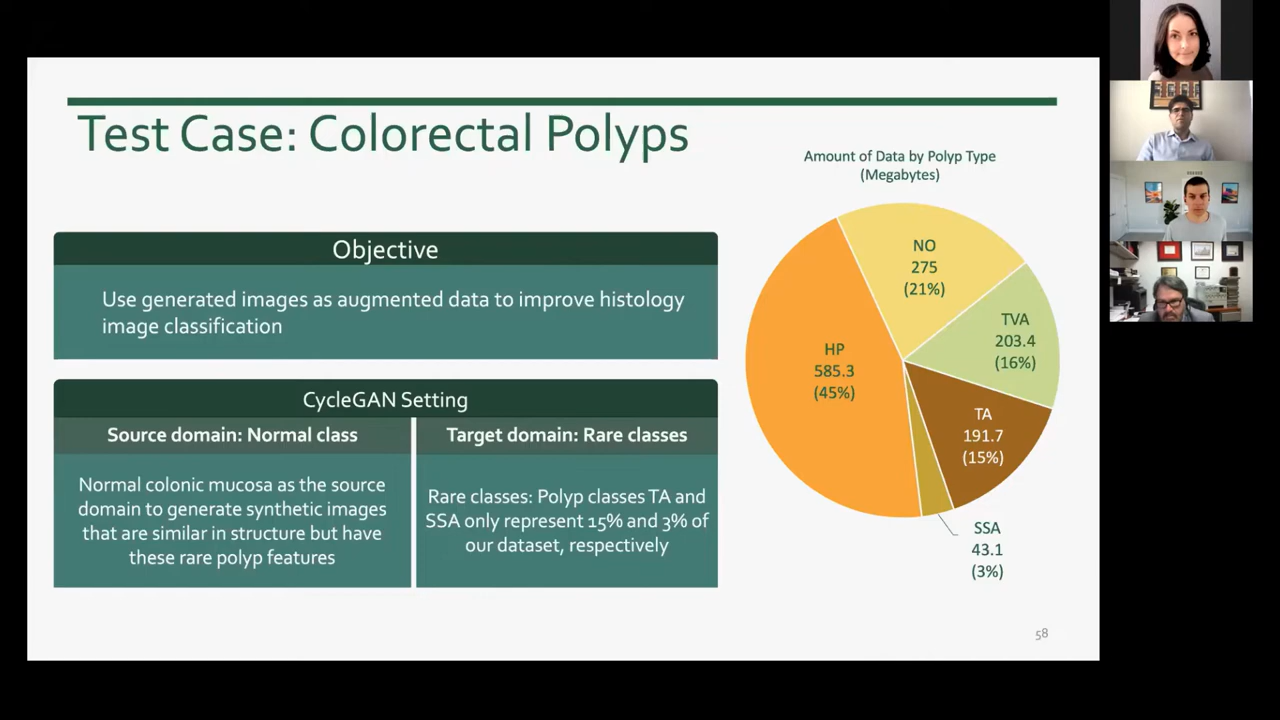 Test Case: Colorectal Polyps
Objective
Use generated images as augmented data to improve histology
image classification
CycleGAN Setting
Source domain: Normal class
Normal colonic mucosa as the source
domain to generate synthetic images
that are similar in structure but have
these rare polyp features
Target domain: Rare classes
Rare classes: Polyp classes TA and
SSA only represent 15% and 3% of
our dataset, respectively
Amount of Data by Polyp Type
(Megabytes)
NO
275
(21%)
TVA
203.4
(16%)
HP
585.3
(45%)
TA
191.7
(15%)
SSA
43.1
(3%)
58